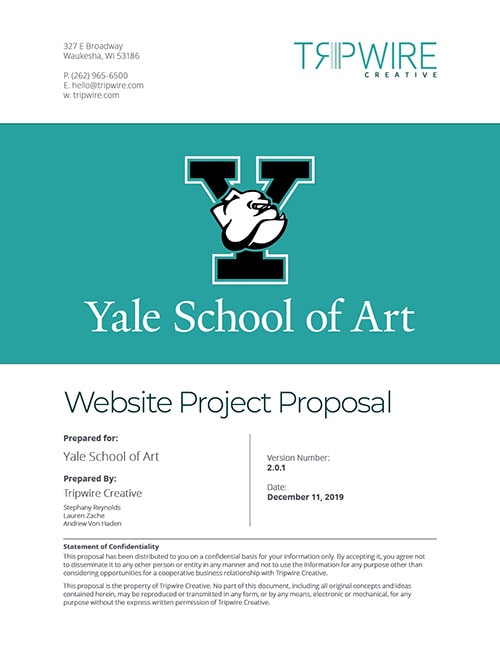 327 E Broadway
Waukesha, WI 53186
P. (262) 965-6500
E. hello@tripwire.com
w. tripwire.com
TRIPWIRE
CREATIVE
Y
Yale School of Art
Website Project Proposal
Prepared for:
Yale School of Art
Prepared By:
Tripwire Creative
Stephany Reynolds
Lauren Zache
Andrew Von Haden
Version Number:
2.0.1
Date:
December 11, 2019
Statement of Confidentiality
This proposal has been distributed to you on a confidential basis for your information only. By accepting it, you agree not
to disseminate it to any other person or entity in any manner and not to use the information for any purpose other than
considering opportunities for a cooperative business relationship with Tripwire Creative.
This proposal is the property of Tripwire Creative. No part of this document, including all original concepts and ideas
contained herein, may be reproduced or transmitted in any form, or by any means, electronic or mechanical, for any
purpose without the express written permission of Tripwire Creative.